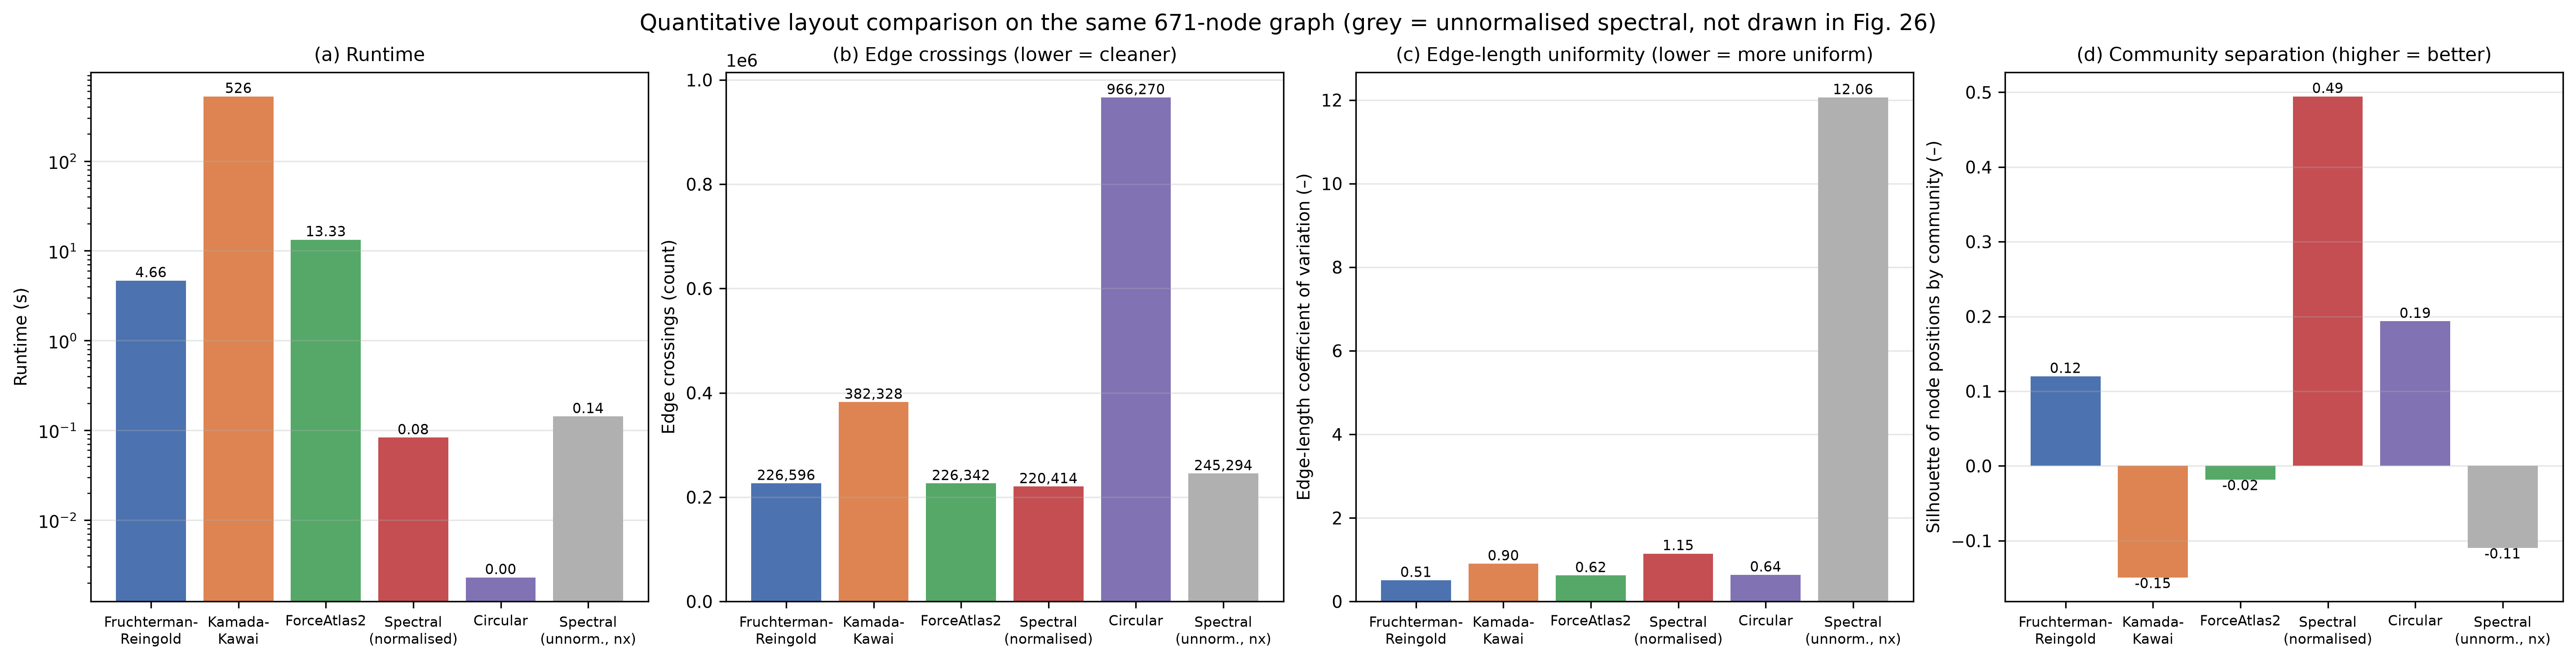 Quantitative layout comparison on the same 671-node graph (grey = unnormalised spectral, not drawn in Fig. 26)
(a) Runtime
Runtime (s)
10²
10¹
10⁰
10⁻¹
10⁻²
4.66
526
13.33
0.08
0.00
0.14
Fruchterman-
Reingold
Kamada-
Kawai
ForceAtlas2
Spectral
(normalised)
Circular
Spectral
(unnorm., nx)
(b) Edge crossings (lower = cleaner)
1e6
Edge crossings (count)
1.0
0.8
0.6
0.4
0.2
0.0
226,596
382,328
226,342
220,414
966,270
245,294
Fruchterman-
Reingold
Kamada-
Kawai
ForceAtlas2
Spectral
(normalised)
Circular
Spectral
(unnorm., nx)
(c) Edge-length uniformity (lower = more uniform)
Edge-length coefficient of variation (–)
12
10
8
6
4
2
0
0.51
0.90
0.62
1.15
0.64
12.06
Fruchterman-
Reingold
Kamada-
Kawai
ForceAtlas2
Spectral
(normalised)
Circular
Spectral
(unnorm., nx)
(d) Community separation (higher = better)
Silhouette of node positions by community (–)
0.5
0.4
0.3
0.2
0.1
0.0
−0.1
0.12
-0.15
-0.02
0.49
0.19
-0.11
Fruchterman-
Reingold
Kamada-
Kawai
ForceAtlas2
Spectral
(normalised)
Circular
Spectral
(unnorm., nx)